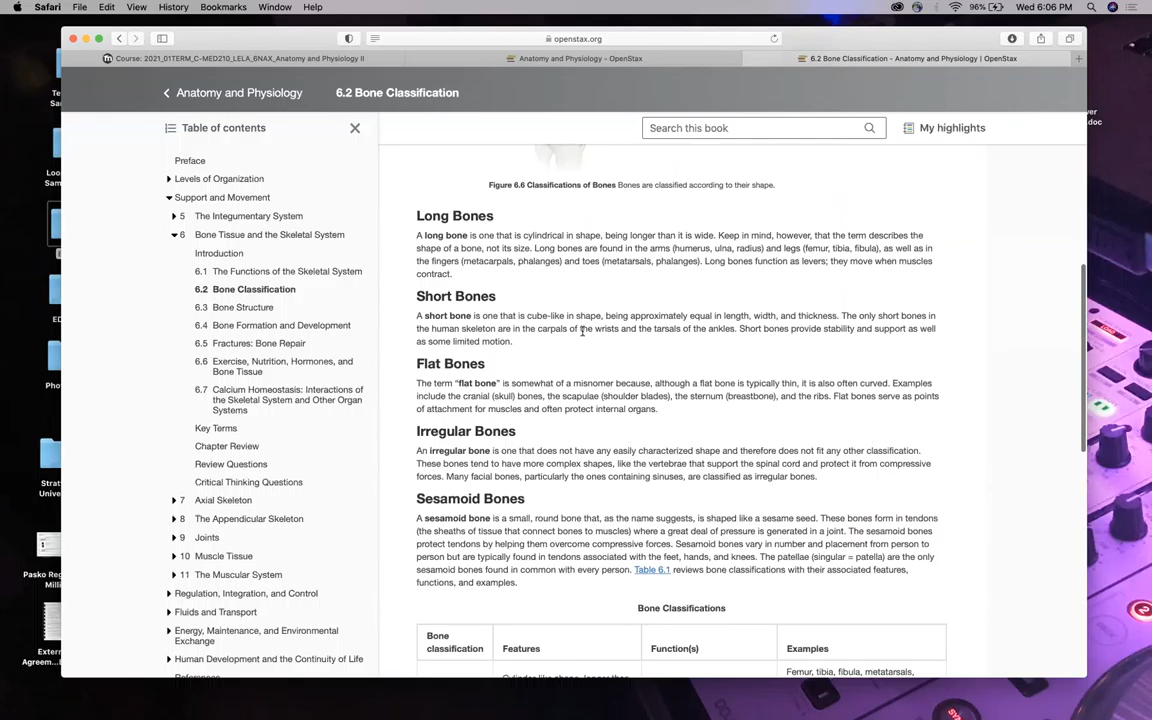 Safari File Edit View History Bookmarks Window Help 96% Wed 6:06 PM
openstax.org
Course: 2021_01TERM_C-MED210_LELA_6NAX_Anatomy and Physiology II Anatomy and Physiology - OpenStax 6.2 Bone Classification - Anatomy and Physiology | OpenStax
Anatomy and Physiology 6.2 Bone Classification
Table of contents
Search this book My highlights
Preface
Levels of Organization
Support and Movement
5 The Integumentary System
6 Bone Tissue and the Skeletal System
Introduction
6.1 The Functions of the Skeletal System
6.2 Bone Classification
6.3 Bone Structure
6.4 Bone Formation and Development
6.5 Fractures: Bone Repair
6.6 Exercise, Nutrition, Hormones, and
Bone Tissue
6.7 Calcium Homeostasis: Interactions of
the Skeletal System and Other Organ
Systems
Key Terms
Chapter Review
Review Questions
Critical Thinking Questions
7 Axial Skeleton
8 The Appendicular Skeleton
9 Joints
10 Muscle Tissue
11 The Muscular System
Regulation, Integration, and Control
Fluids and Transport
Energy, Maintenance, and Environmental
Exchange
Human Development and the Continuity of Life
References
Figure 6.6 Classifications of Bones Bones are classified according to their shape.
Long Bones
A long bone is one that is cylindrical in shape, being longer than it is wide. Keep in mind, however, that the term describes the
shape of a bone, not its size. Long bones are found in the arms (humerus, ulna, radius) and legs (femur, tibia, fibula), as well as in
the fingers (metacarpals, phalanges) and toes (metatarsals, phalanges). Long bones function as levers; they move when muscles
contract.
Short Bones
A short bone is one that is cube-like in shape, being approximately equal in length, width, and thickness. The only short bones in
the human skeleton are in the carpals of the wrists and the tarsals of the ankles. Short bones provide stability and support as well
as some limited motion.
Flat Bones
The term “flat bone” is somewhat of a misnomer because, although a flat bone is typically thin, it is also often curved. Examples
include the cranial (skull) bones, the scapulae (shoulder blades), the sternum (breastbone), and the ribs. Flat bones serve as points
of attachment for muscles and often protect internal organs.
Irregular Bones
An irregular bone is one that does not have any easily characterized shape and therefore does not fit any other classification.
These bones tend to have more complex shapes, like the vertebrae that support the spinal cord and protect it from compressive
forces. Many facial bones, particularly the ones containing sinuses, are classified as irregular bones.
Sesamoid Bones
A sesamoid bone is a small, round bone that, as the name suggests, is shaped like a sesame seed. These bones form in tendons
(the sheaths of tissue that connect bones to muscles) where a great deal of pressure is generated in a joint. The sesamoid bones
protect tendons by helping them overcome compressive forces. Sesamoid bones vary in number and placement from person to
person but are typically found in tendons associated with the feet, hands, and knees. The patellae (singular = patella) are the only
sesamoid bones found in common with every person. Table 6.1 reviews bone classifications with their associated features,
functions, and examples.
Bone Classifications
Bone
classification Features Function(s) Examples
Femur, tibia, fibula, metatarsals,
Cylinder-like shape, longer than
Te
Sam
Loo
Sam
ED
Pho
Strat
Unive
Pasko Reg
Milli
Extern
Agreem...L
ver
.doc
LOAD